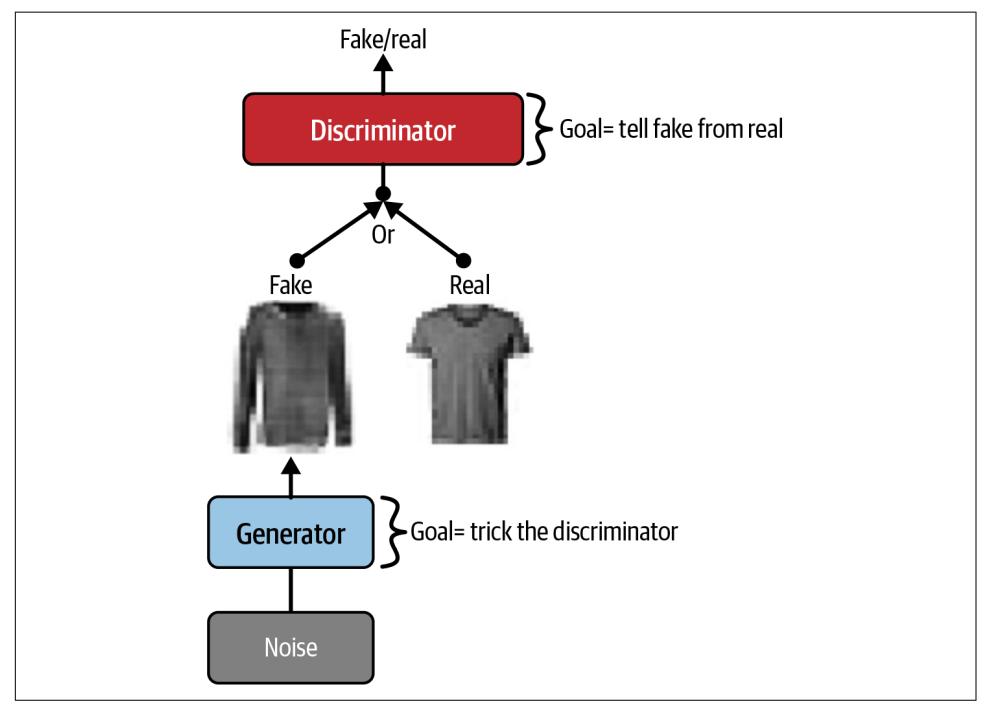 Fake/real
Discriminator
Goal= tell fake from real
Or
Fake
Real
Generator
Goal= trick the discriminator
Noise